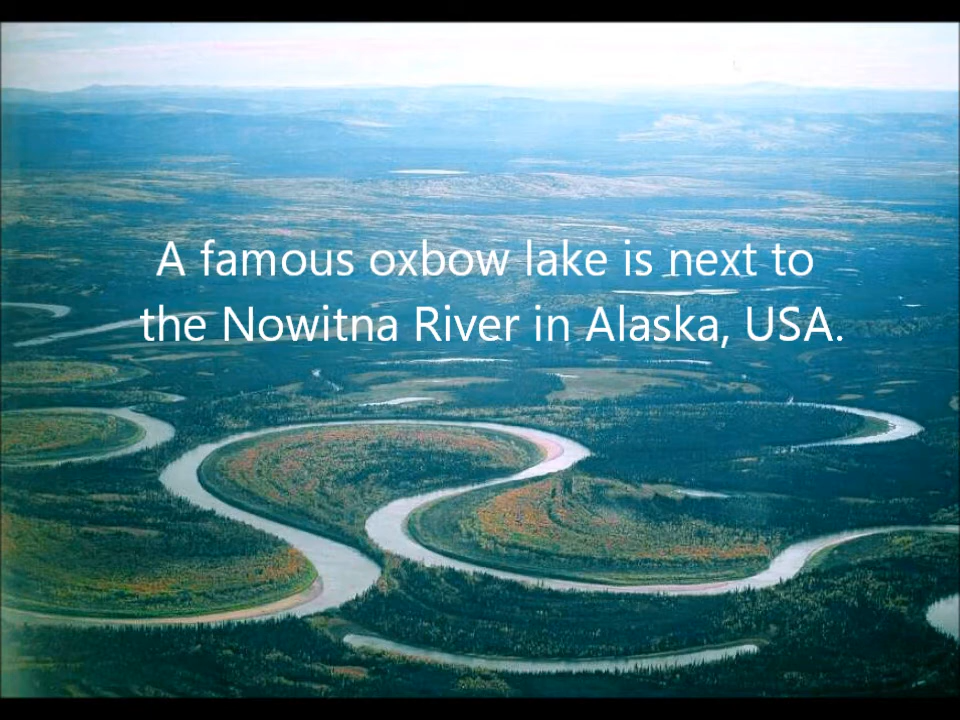 A famous oxbow lake is next to
the Nowitna River in Alaska, USA.